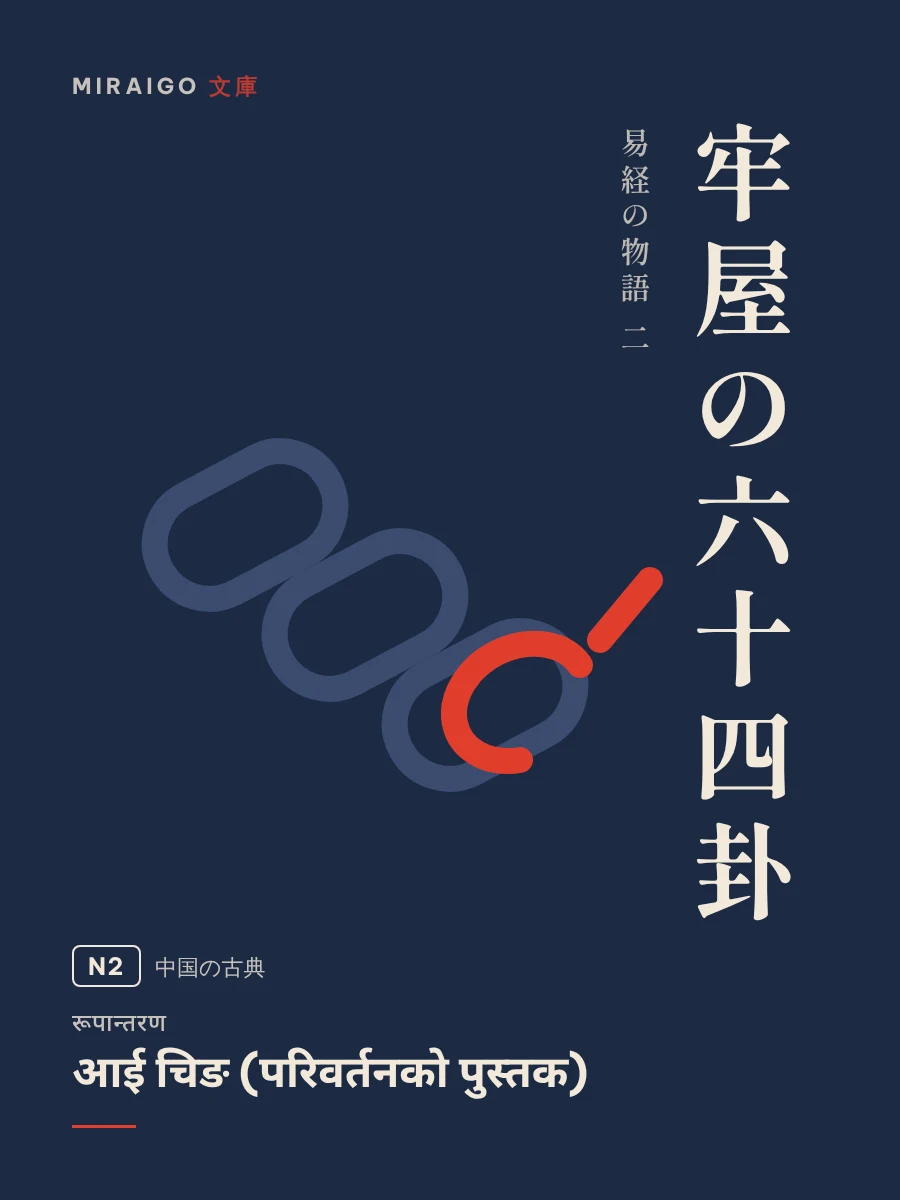 MIRAIGO 文庫
牢屋の六十四卦
易経の物語 二
N2 中国の古典
रूपान्तरण
आई चिङ (परिवर्तनको पुस्तक)